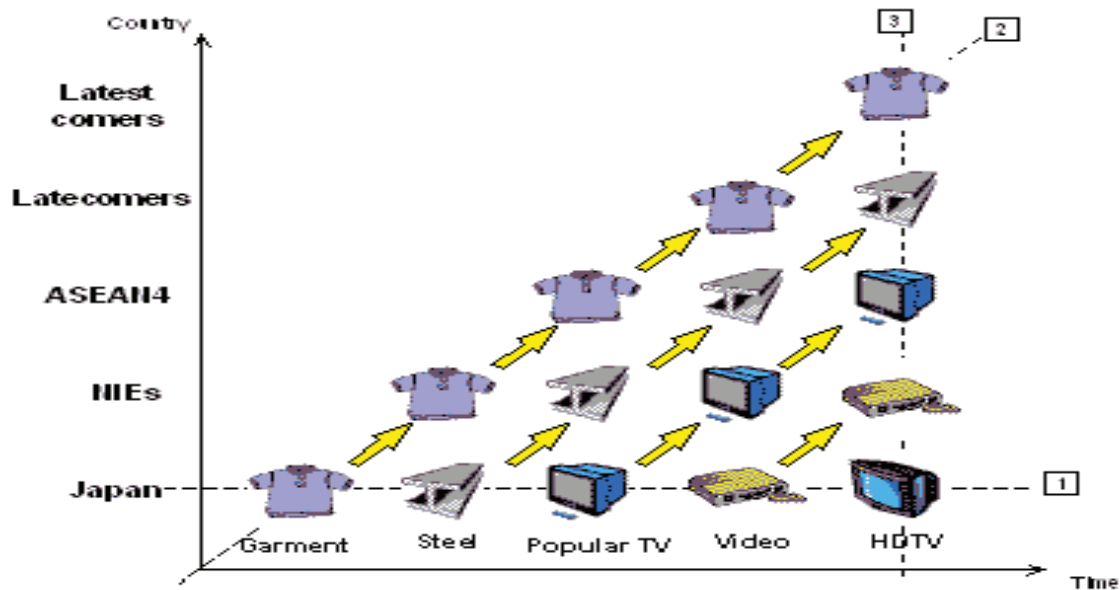 Country
3
2
Latest
comers
Latecomers
ASEAN4
NIEs
Japan
1
Garment Steel Popular TV Video HDTV
Time